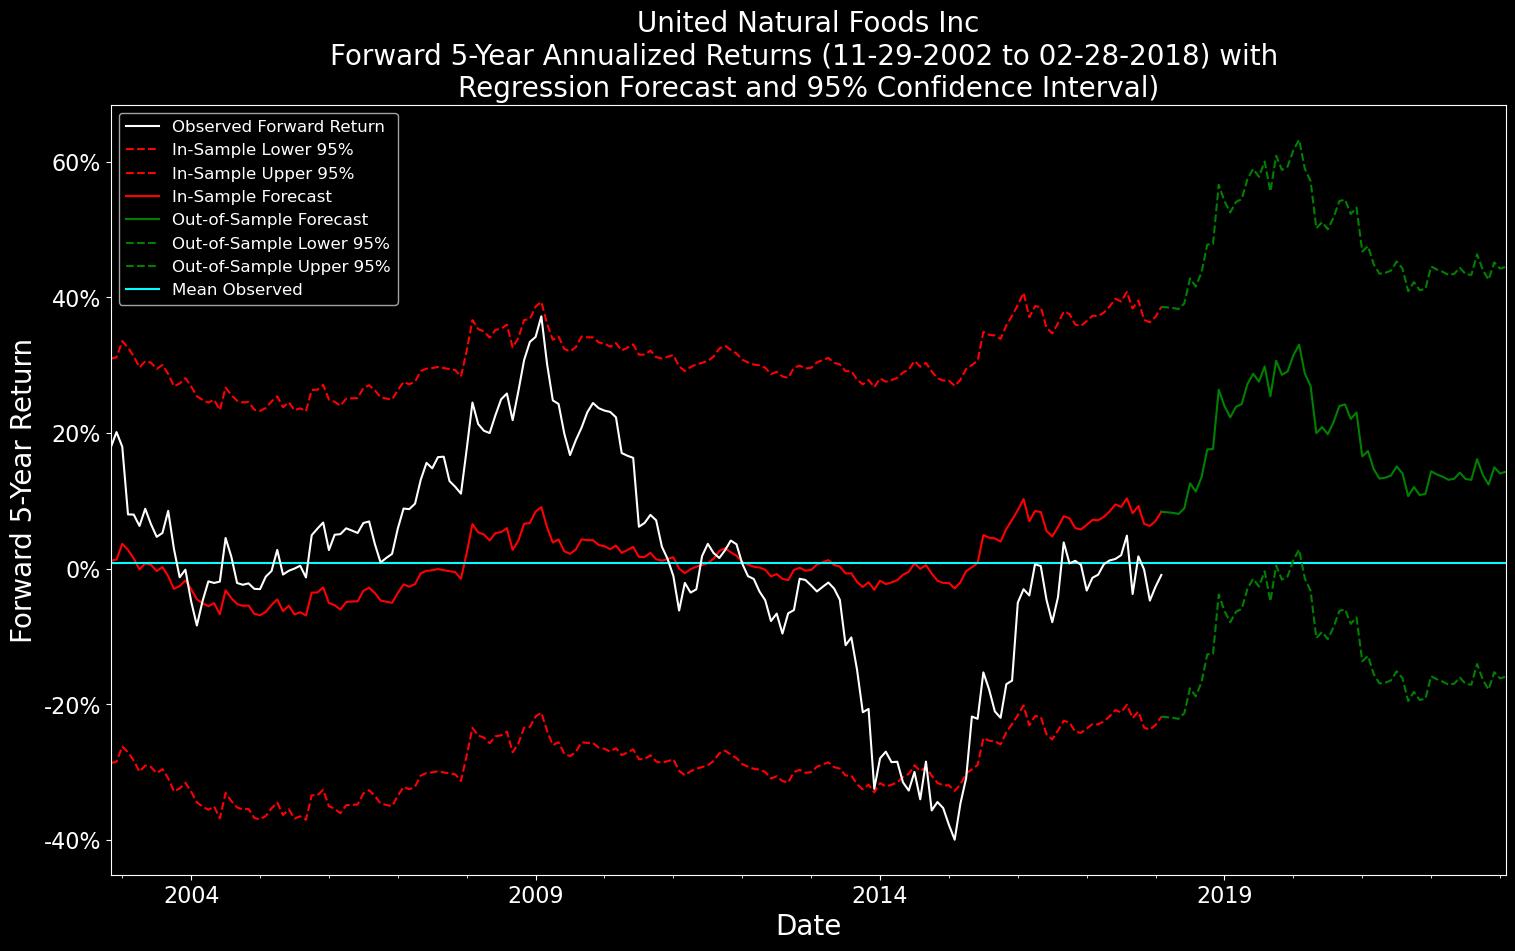 United Natural Foods Inc
Forward 5-Year Annualized Returns (11-29-2002 to 02-28-2018) with
Regression Forecast and 95% Confidence Interval)
Observed Forward Return
In-Sample Lower 95%
In-Sample Upper 95%
In-Sample Forecast
Out-of-Sample Forecast
Out-of-Sample Lower 95%
Out-of-Sample Upper 95%
Mean Observed
60%
40%
20%
0%
-20%
-40%
Forward 5-Year Return
2004
2009
2014
2019
Date